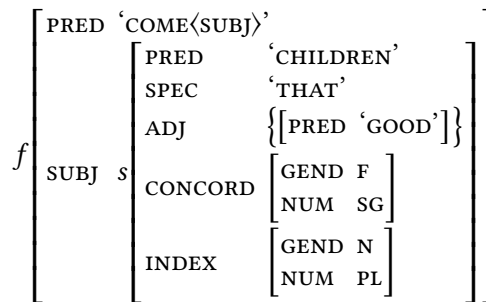 PRED ‘COME⟨SUBJ⟩’
PRED ‘CHILDREN’
SPEC ‘THAT’
ADJ {[PRED ‘GOOD’]}
f SUBJ s
CONCORD [GEND F
NUM SG]
INDEX [GEND N
NUM PL]